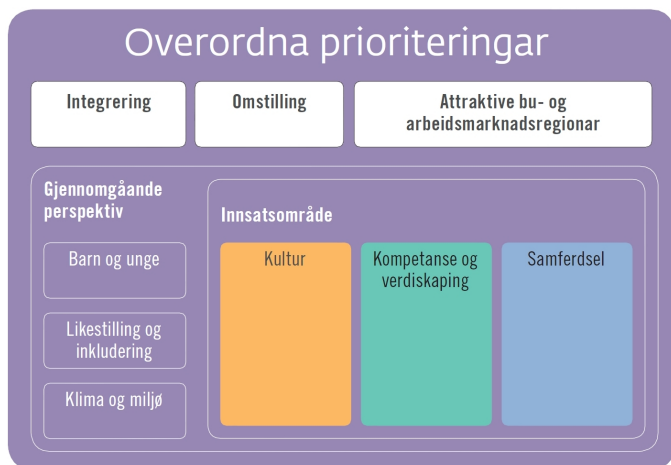 Overordna prioriteringar
Integrering
Omstilling
Attraktive bu- og
arbeidsmarknadsregionar
Gjennomgåande
perspektiv
Barn og unge
Likestilling og
inkludering
Klima og miljø
Innsatsområde
Kultur
Kompetanse og
verdiskaping
Samferdsel